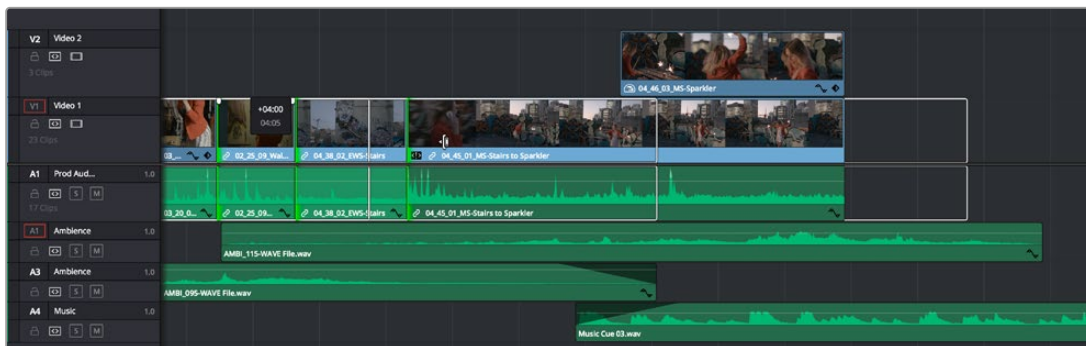 V2 Video 2
3 Clips
04_46_03_MS-Sparkler
V1 Video 1
23 Clips
+04:00
04:05
03_... 02_25_09_Wal... 04_38_02_EWS-Stairs 04_45_01_MS-Stairs to Sparkler
A1 Prod Aud... 1.0
S M
17 Clips
03_20_0... 02_25_09... 04_38_02_EWS-Stairs 04_45_01_MS-Stairs to Sparkler
A1 Ambience 1.0
S M
AMBI_115-WAVE File.wav
A3 Ambience 1.0
S M
AMBI_095-WAVE File.wav
A4 Music 1.0
S M
Music Cue 03.wav